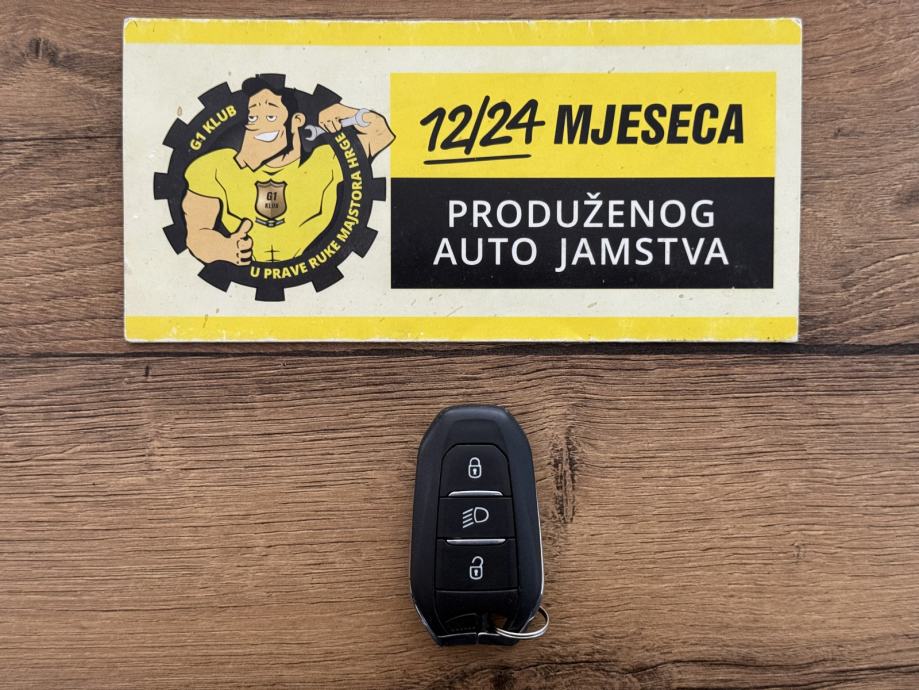 G1 KLUB
U PRAVE RUKE MAJSTORA HRGE
G1
KLUB
12/24 MJESECA
PRODUŽENOG
AUTO JAMSTVA